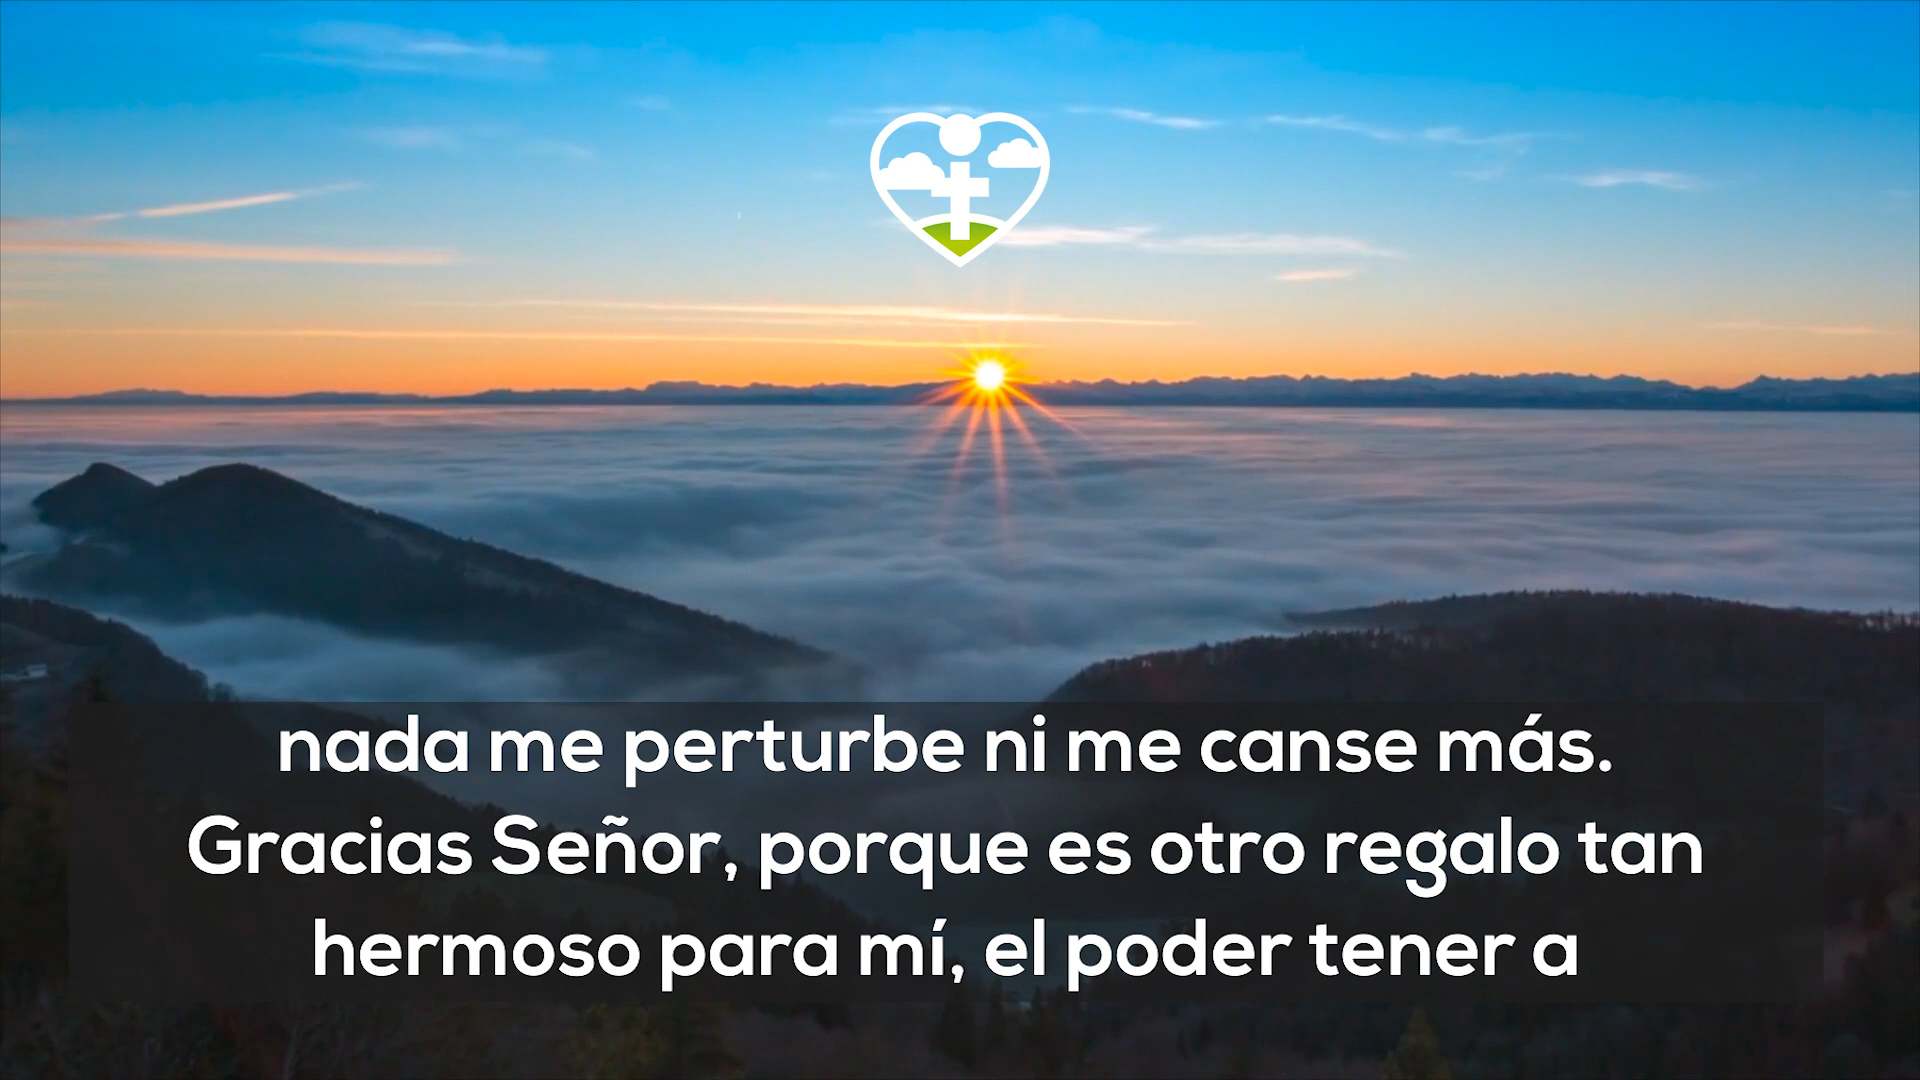 nada me perturbe ni me canse más.
Gracias Señor, porque es otro regalo tan
hermoso para mí, el poder tener a